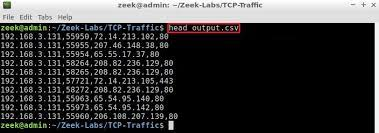 zeek@admin: ~/Zeek-Labs/TCP-Traffic
File Edit Tabs Help
zeek@admin:~/Zeek-Labs/TCP-Traffic$ head output.csv
192.168.3.131,55950,72.14.213.102,80
192.168.3.131,55955,207.46.148.38,80
192.168.3.131,55954,65.55.17.37,80
192.168.3.131,58264,208.82.236.129,80
192.168.3.131,58265,208.82.236.129,80
192.168.3.131,57721,72.14.213.105,443
192.168.3.131,58272,208.82.236.129,80
192.168.3.131,55963,65.54.95.140,80
192.168.3.131,55973,65.54.95.142,80
192.168.3.131,55960,206.108.207.139,80
zeek@admin:~/Zeek-Labs/TCP-Traffic$